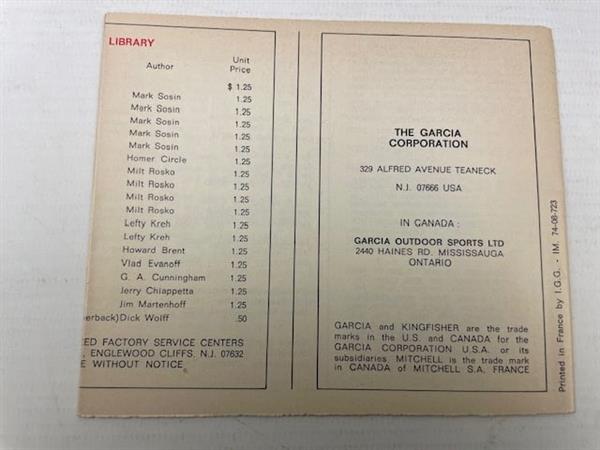 LIBRARY
Author Unit Price
$ 1.25
Mark Sosin 1.25
Mark Sosin 1.25
Mark Sosin 1.25
Mark Sosin 1.25
Mark Sosin 1.25
Homer Circle 1.25
Milt Rosko 1.25
Milt Rosko 1.25
Milt Rosko 1.25
Milt Rosko 1.25
Lefty Kreh 1.25
Lefty Kreh 1.25
Howard Brent 1.25
Vlad Evanoff 1.25
G. A. Cunningham 1.25
Jerry Chiappetta 1.25
Jim Martenhoff 1.25
erback)Dick Wolff .50
ED FACTORY SERVICE CENTERS
, ENGLEWOOD CLIFFS, N.J. 07632
E WITHOUT NOTICE
THE GARCIA
CORPORATION
329 ALFRED AVENUE TEANECK
N.J. 07666 USA
IN CANADA :
GARCIA OUTDOOR SPORTS LTD
2440 HAINES RD. MISSISSAUGA
ONTARIO
GARCIA and KINGFISHER are the trade
marks in the U.S. and CANADA for the
GARCIA CORPORATION U.S.A. or its
subsidiaries. MITCHELL is the trade mark
in CANADA of MITCHELL S.A. FRANCE
Printed in France by I.G.G. - IM. 74-08-723